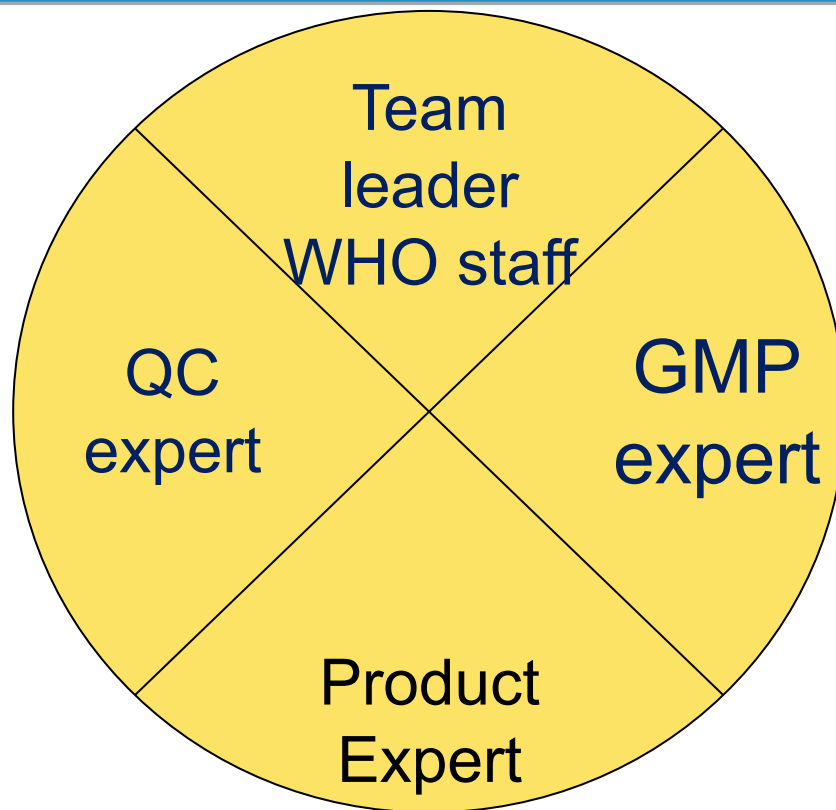 Team
leader
WHO staff
QC
expert
GMP
expert
Product
Expert